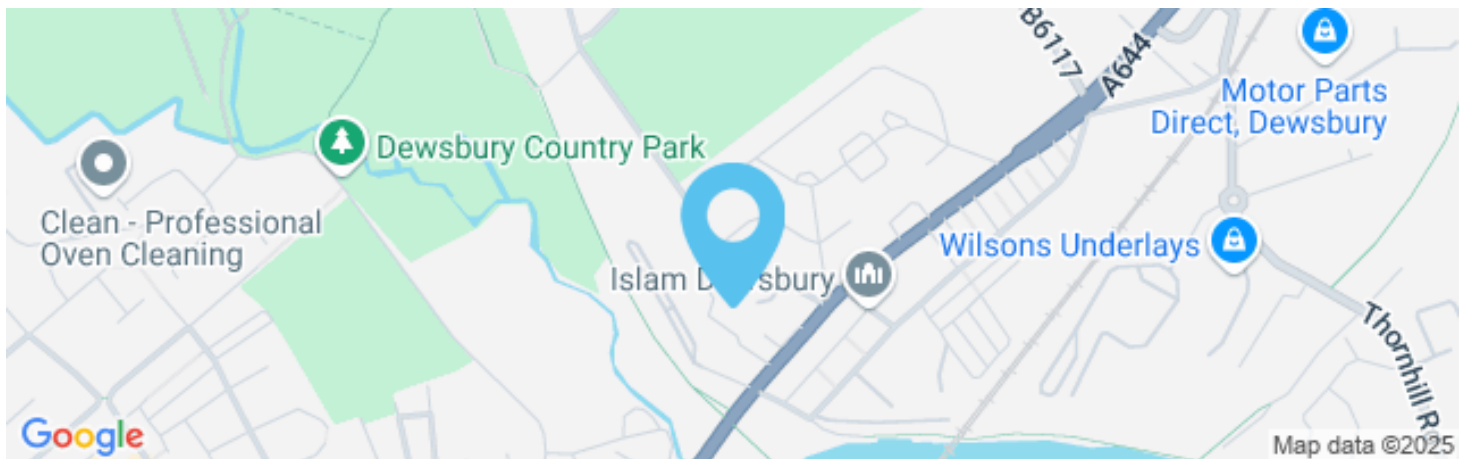 B6117
A644
Motor Parts
Direct, Dewsbury
Dewsbury Country Park
Clean - Professional
Oven Cleaning
Wilsons Underlays
Islam D sbury
Thornhill R
Google
Map data ©2025